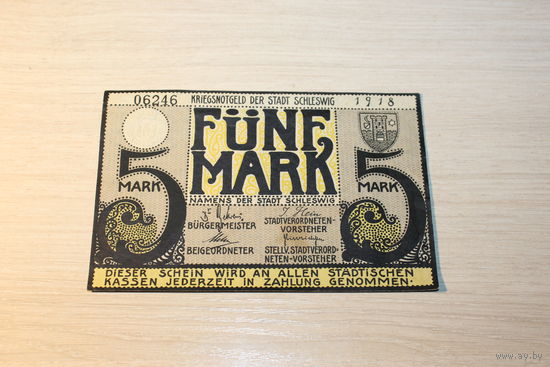 06246 KRIEGSNOTGELD DER STADT SCHLESWIG 1918
FÜNF
MARK
5 MARK
5 MARK
NAMENS DER STADT SCHLESWIG
BÜRGERMEISTER
STADTVERORDNETEN-
VORSTEHER
BEIGEORDNETER
STELLV. STADTVERORD-
NETEN-VORSTEHER
DIESER SCHEIN WIRD AN ALLEN STÄDTISCHEN
KASSEN JEDERZEIT IN ZAHLUNG GENOMMEN.
www.ay.by